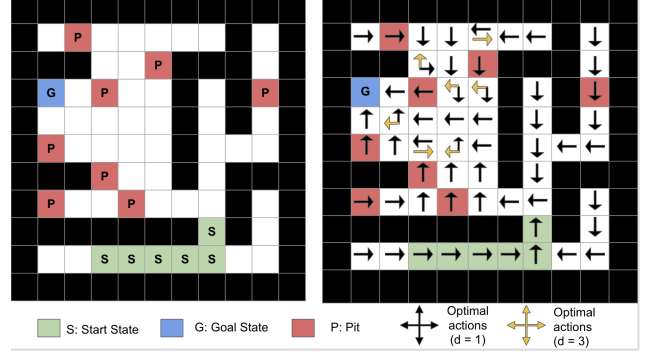 P
P
G P P
P
P
P P
S
S S S S S
G
S: Start State G: Goal State P: Pit Optimal actions (d = 1) Optimal actions (d = 3)